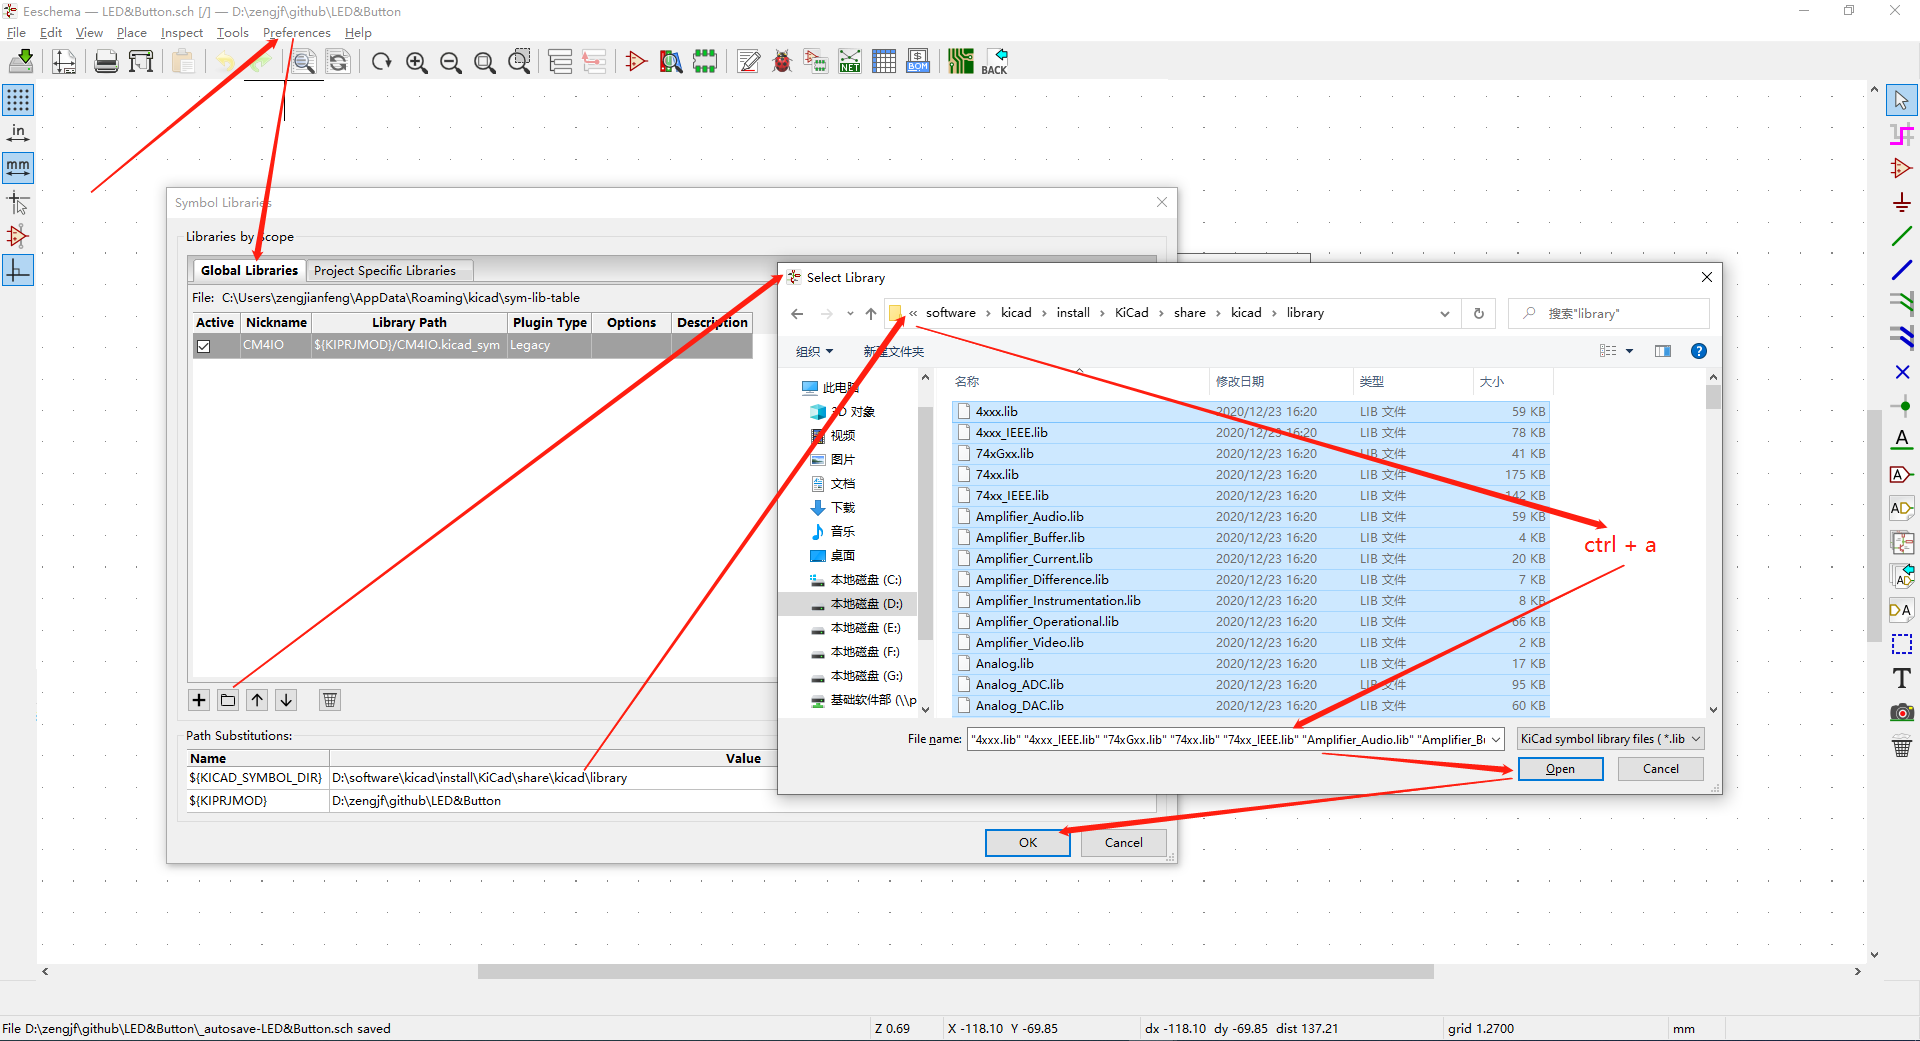 Eeschema — LED&Button.sch [/] — D:\zengjf\github\LED&Button
File Edit View Place Inspect Tools Preferences Help
NET
BOM
BACK
in
mm
Symbol Libraries
Libraries by Scope
Global Libraries Project Specific Libraries
File: C:\Users\zengjianfeng\AppData\Roaming\kicad\sym-lib-table
Active Nickname Library Path Plugin Type Options Description
CM4IO ${KIPRJMOD}/CM4IO.kicad_sym Legacy
Path Substitutions:
Name Value
${KICAD_SYMBOL_DIR} D:\software\kicad\install\KiCad\share\kicad\library
${KIPRJMOD} D:\zengjf\github\LED&Button
OK Cancel
Select Library
« software › kicad › install › KiCad › share › kicad › library
搜索"library"
组织 新建文件夹
此电脑
3D 对象
视频
图片
文档
下载
音乐
桌面
本地磁盘 (C:)
本地磁盘 (D:)
本地磁盘 (E:)
本地磁盘 (F:)
本地磁盘 (G:)
基础软件部 (\\p
名称 修改日期 类型 大小
4xxx.lib 2020/12/23 16:20 LIB 文件 59 KB
4xxx_IEEE.lib 2020/12/23 16:20 LIB 文件 78 KB
74xGxx.lib 2020/12/23 16:20 LIB 文件 41 KB
74xx.lib 2020/12/23 16:20 LIB 文件 175 KB
74xx_IEEE.lib 2020/12/23 16:20 LIB 文件 142 KB
Amplifier_Audio.lib 2020/12/23 16:20 LIB 文件 59 KB
Amplifier_Buffer.lib 2020/12/23 16:20 LIB 文件 4 KB
Amplifier_Current.lib 2020/12/23 16:20 LIB 文件 20 KB
Amplifier_Difference.lib 2020/12/23 16:20 LIB 文件 7 KB
Amplifier_Instrumentation.lib 2020/12/23 16:20 LIB 文件 8 KB
Amplifier_Operational.lib 2020/12/23 16:20 LIB 文件 66 KB
Amplifier_Video.lib 2020/12/23 16:20 LIB 文件 2 KB
Analog.lib 2020/12/23 16:20 LIB 文件 17 KB
Analog_ADC.lib 2020/12/23 16:20 LIB 文件 95 KB
Analog_DAC.lib 2020/12/23 16:20 LIB 文件 60 KB
ctrl + a
File name: "4xxx.lib" "4xxx_IEEE.lib" "74xGxx.lib" "74xx.lib" "74xx_IEEE.lib" "Amplifier_Audio.lib" "Amplifier_Bu
KiCad symbol library files ( *.lib
Open Cancel
A
A
AD
AD
DA
T
File D:\zengjf\github\LED&Button\_autosave-LED&Button.sch saved Z 0.69 X -118.10 Y -69.85 dx -118.10 dy -69.85 dist 137.21 grid 1.2700 mm